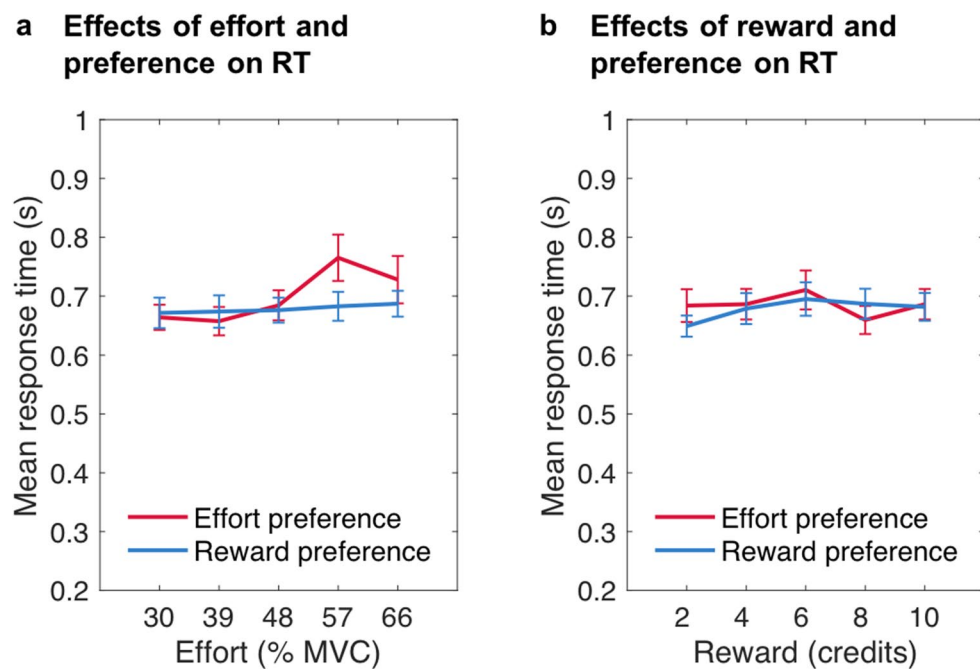 a Effects of effort and
preference on RT
1
0.9
0.8
0.7
0.6
0.5
0.4
0.3
0.2
Mean response time (s)
Effort preference
Reward preference
30 39 48 57 66
Effort (% MVC)
b Effects of reward and
preference on RT
1
0.9
0.8
0.7
0.6
0.5
0.4
0.3
0.2
Mean response time (s)
Effort preference
Reward preference
2 4 6 8 10
Reward (credits)